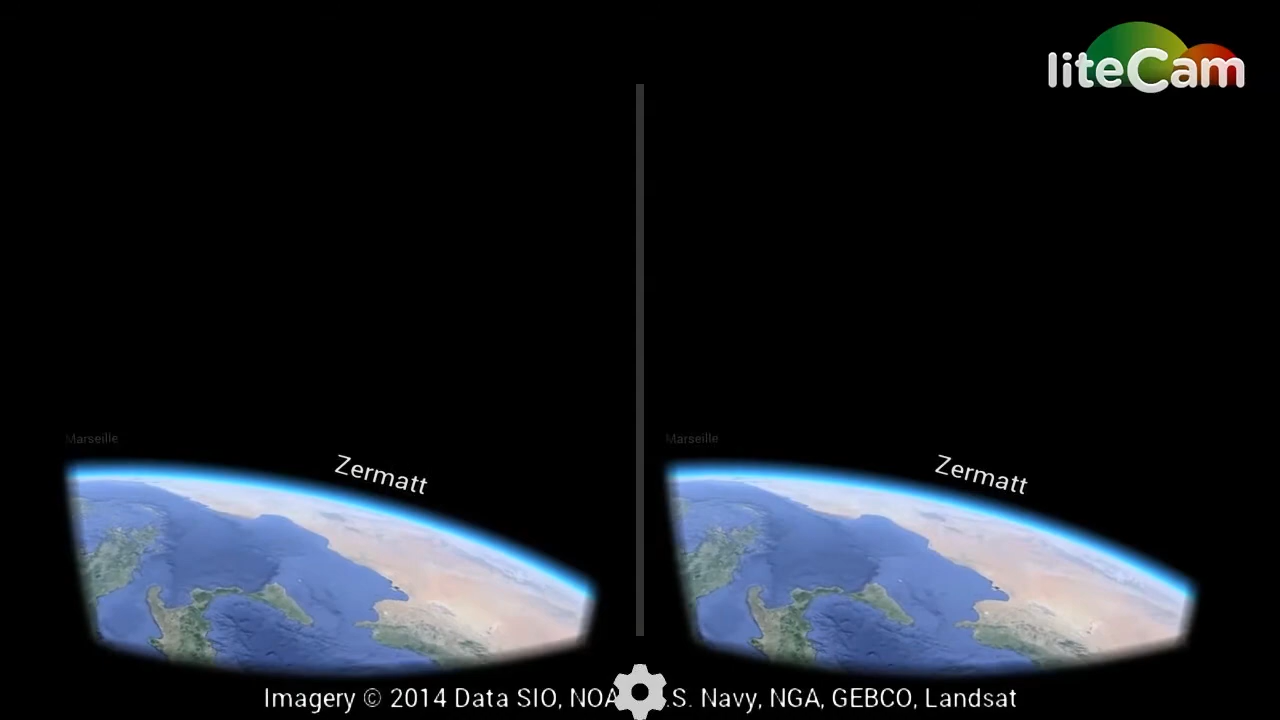 liteCam
Marseille
Marseille
Zermatt
Zermatt
Imagery © 2014 Data SIO, NOA .S. Navy, NGA, GEBCO, Landsat